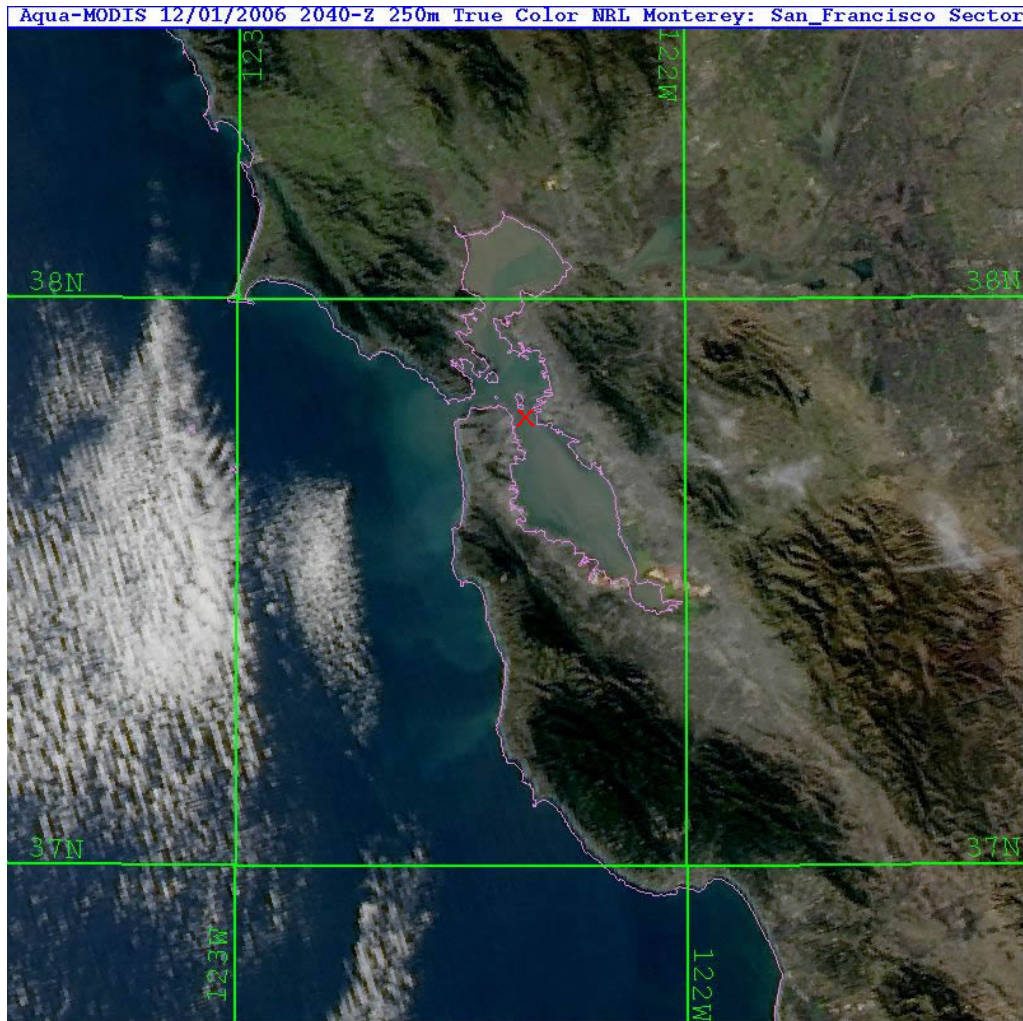 Aqua-MODIS 12/01/2006 2040-Z 250m True Color NRL Monterey: San_Francisco Sector
123
122W
38N
38N
37N
37N
123W
122W